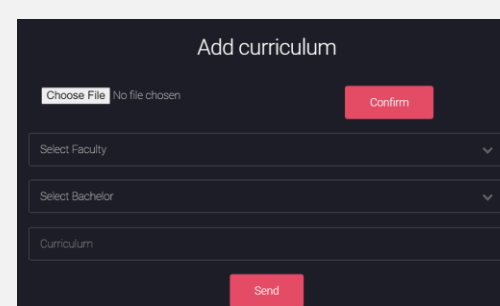 Add curriculum
Choose File No file chosen
Confirm
Select Faculty
Select Bachelor
Curriculum
Send